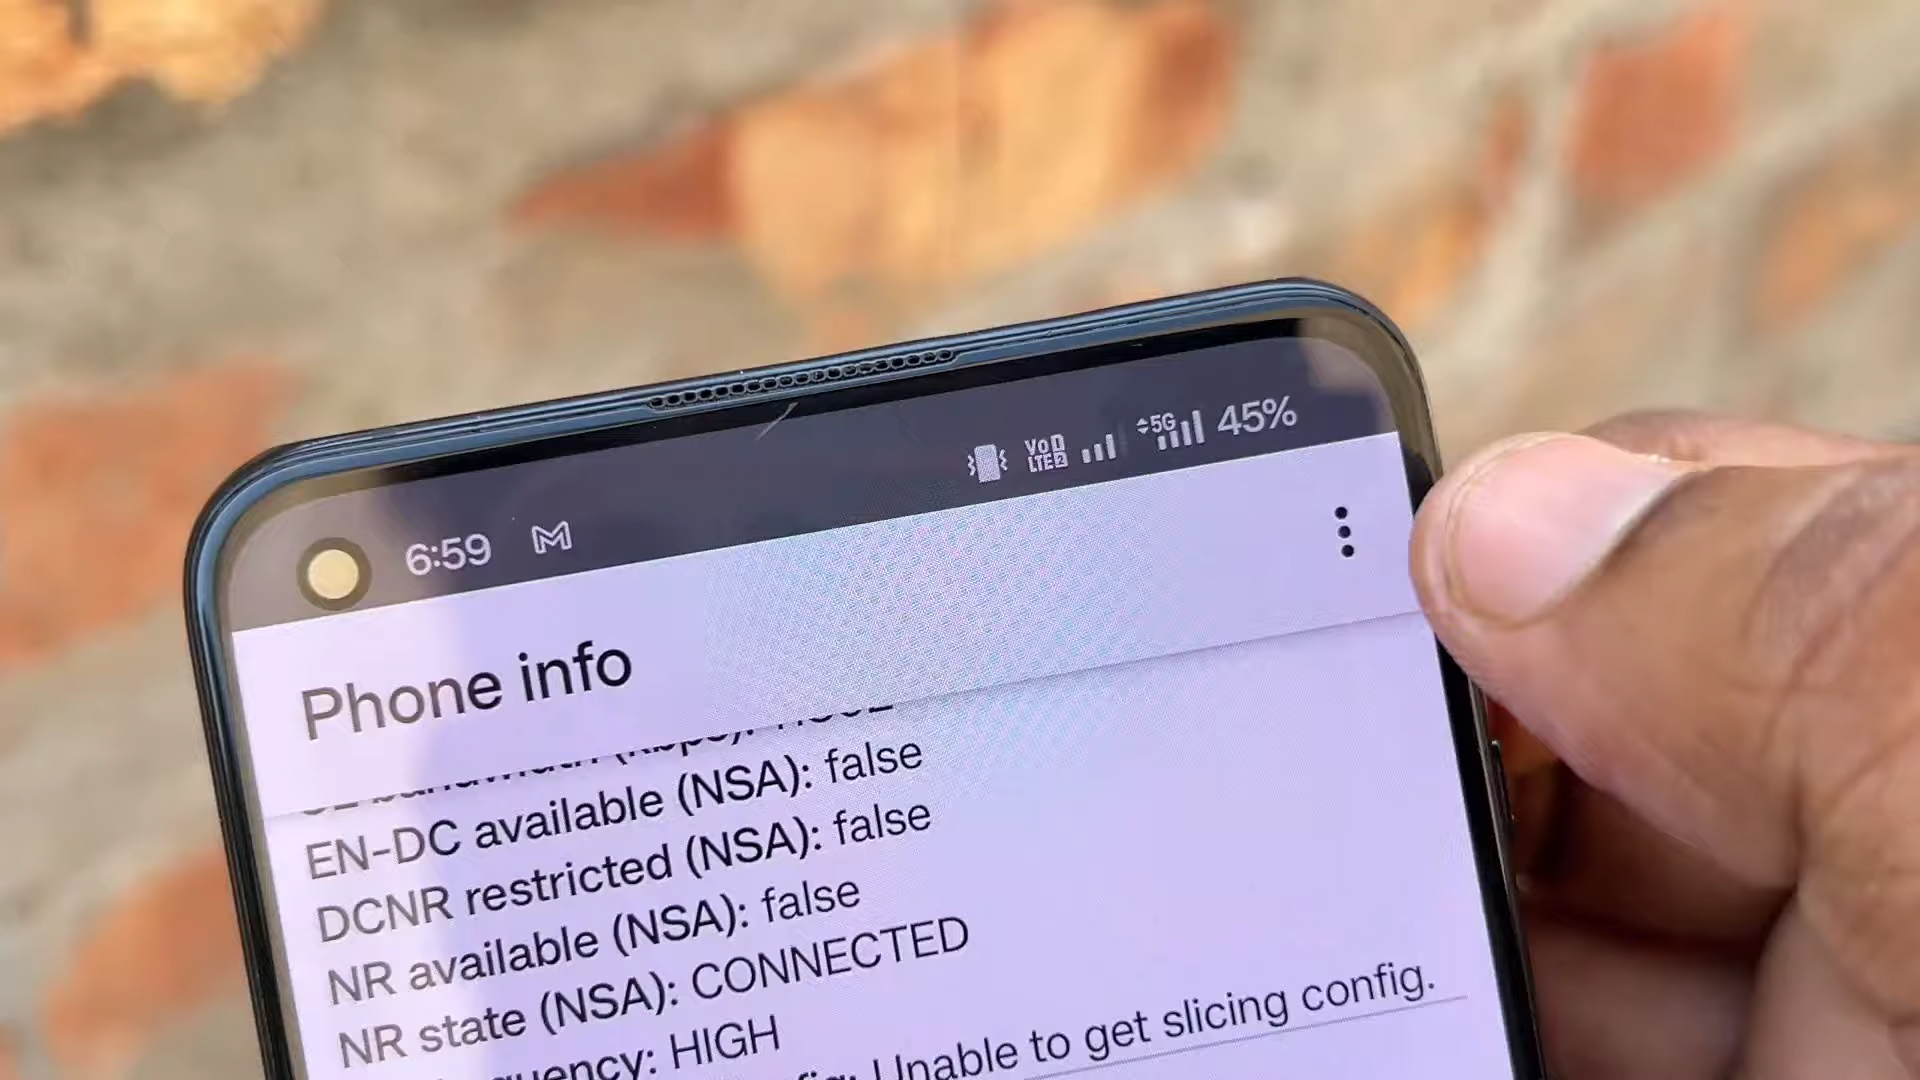 6:59 VoLTE2 5G 45%
Phone info
EN-DC available (NSA): false
DCNR restricted (NSA): false
NR available (NSA): false
NR state (NSA): CONNECTED
HIGH
Unable to get slicing config.